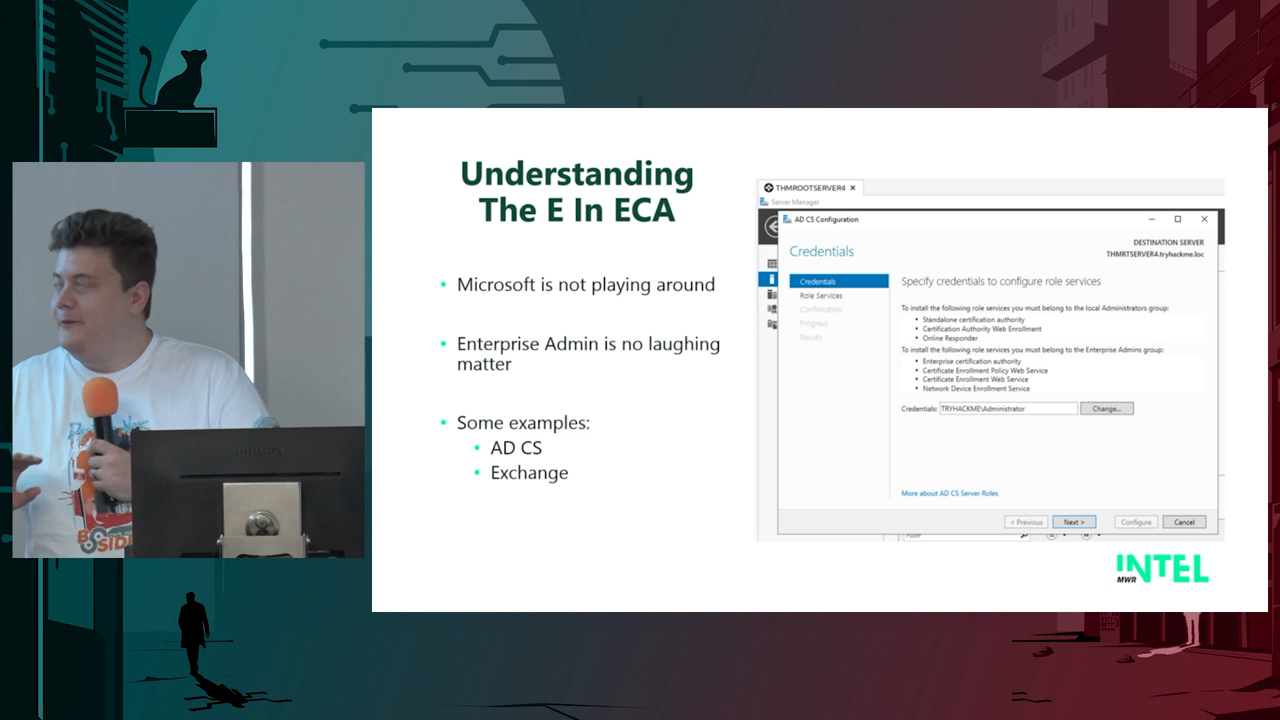 Understanding
The E In ECA
• Microsoft is not playing around
• Enterprise Admin is no laughing
matter
• Some examples:
• AD CS
• Exchange
THMROOTSERVER4 ×
Server Manager
AD CS Configuration
Credentials
DESTINATION SERVER
THMRTSERVER4.tryhackme.loc
Credentials
Role Services
Confirmation
Progress
Results
Specify credentials to configure role services
To install the following role services you must belong to the local Administrators group:
• Standalone certification authority
• Certification Authority Web Enrollment
• Online Responder
To install the following role services you must belong to the Enterprise Admins group:
• Enterprise certification authority
• Certificate Enrollment Policy Web Service
• Certificate Enrollment Web Service
• Network Device Enrollment Service
Credentials: TRYHACKME\Administrator Change...
More about AD CS Server Roles
< Previous Next > Configure Cancel
Filter
MWR INTEL
PHILIPS